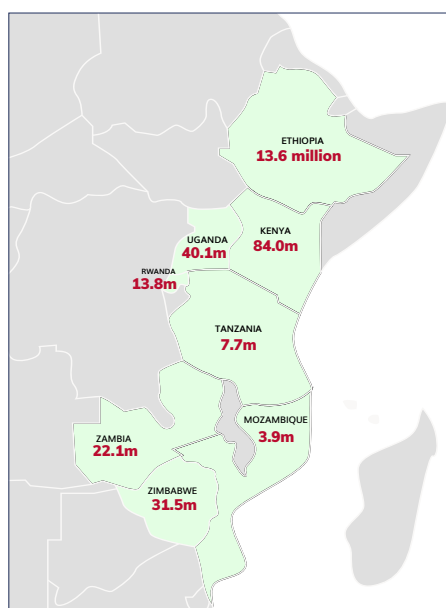 ETHIOPIA
13.6 million
KENYA
84.0m
UGANDA
40.1m
RWANDA
13.8m
TANZANIA
7.7m
MOZAMBIQUE
3.9m
ZAMBIA
22.1m
ZIMBABWE
31.5m